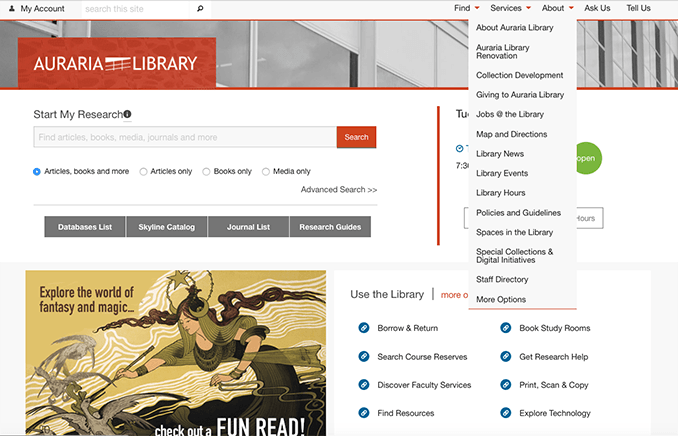 My Account
search this site
Find Services About Ask Us Tell Us
About Auraria Library
Auraria Library
Renovation
Collection Development
Giving to Auraria Library
Jobs @ the Library
Map and Directions
Library News
Library Events
Library Hours
Policies and Guidelines
Spaces in the Library
Special Collections &
Digital Initiatives
Staff Directory
More Options
AURARIA LIBRARY
Start My Research
Find articles, books, media, journals and more
Search
Articles, books and more Articles only Books only Media only
Advanced Search >>
Databases List Skyline Catalog Journal List Research Guides
7:30
open
Hours
Explore the world of
fantasy and magic...
check out a FUN READ!
Use the Library | more
Borrow & Return
Book Study Rooms
Search Course Reserves
Get Research Help
Discover Faculty Services
Print, Scan & Copy
Find Resources
Explore Technology